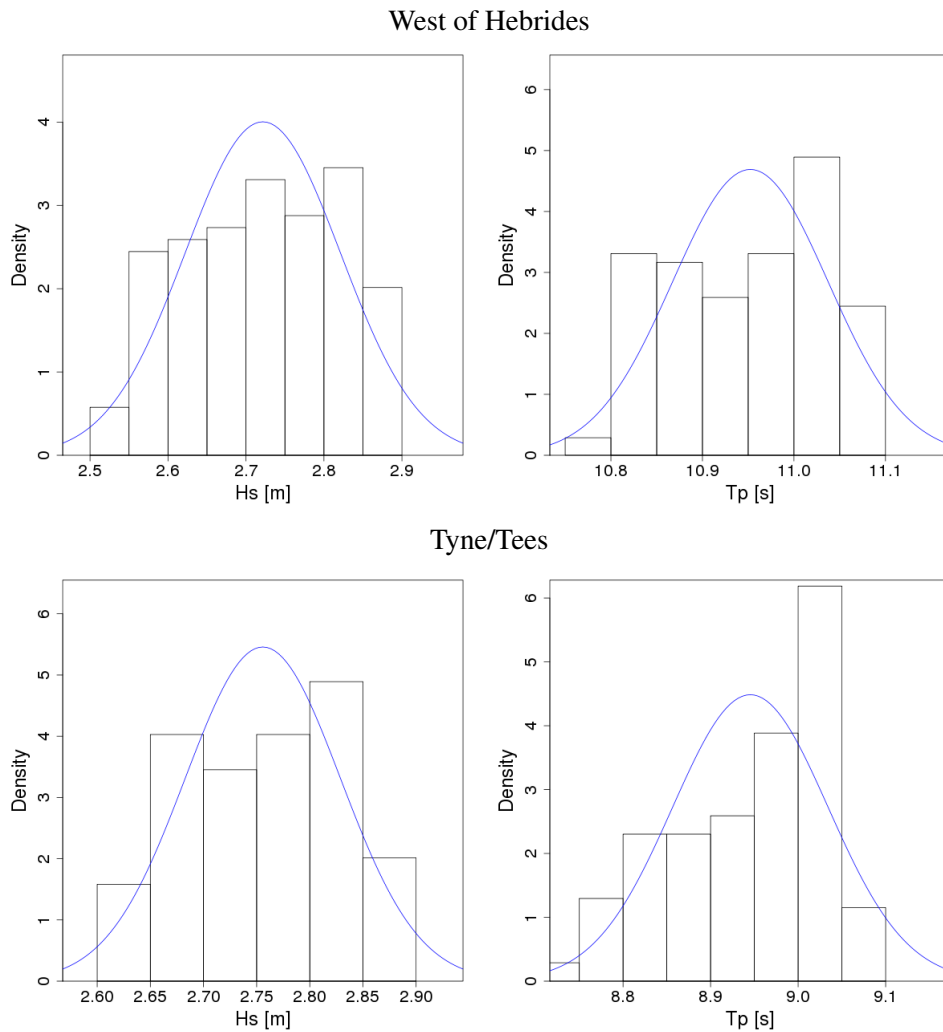 West of Hebrides
Density
0 1 2 3 4
2.5 2.6 2.7 2.8 2.9
Hs [m]
Density
0 1 2 3 4 5 6
10.8 10.9 11.0 11.1
Tp [s]
Tyne/Tees
Density
0 1 2 3 4 5 6
2.60 2.65 2.70 2.75 2.80 2.85 2.90
Hs [m]
Density
0 1 2 3 4 5 6
8.8 8.9 9.0 9.1
Tp [s]